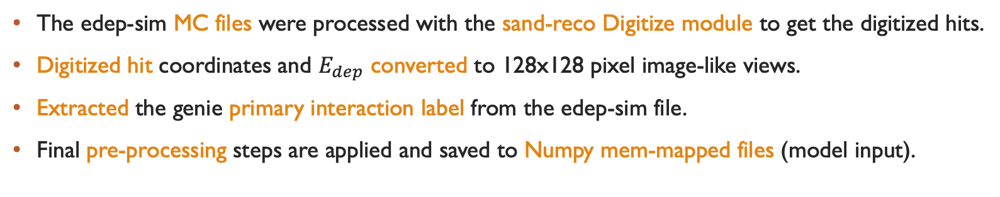 • The edep-sim MC files were processed with the sand-reco Digitize module to get the digitized hits.
• Digitized hit coordinates and E_dep converted to 128x128 pixel image-like views.
• Extracted the genie primary interaction label from the edep-sim file.
• Final pre-processing steps are applied and saved to Numpy mem-mapped files (model input).